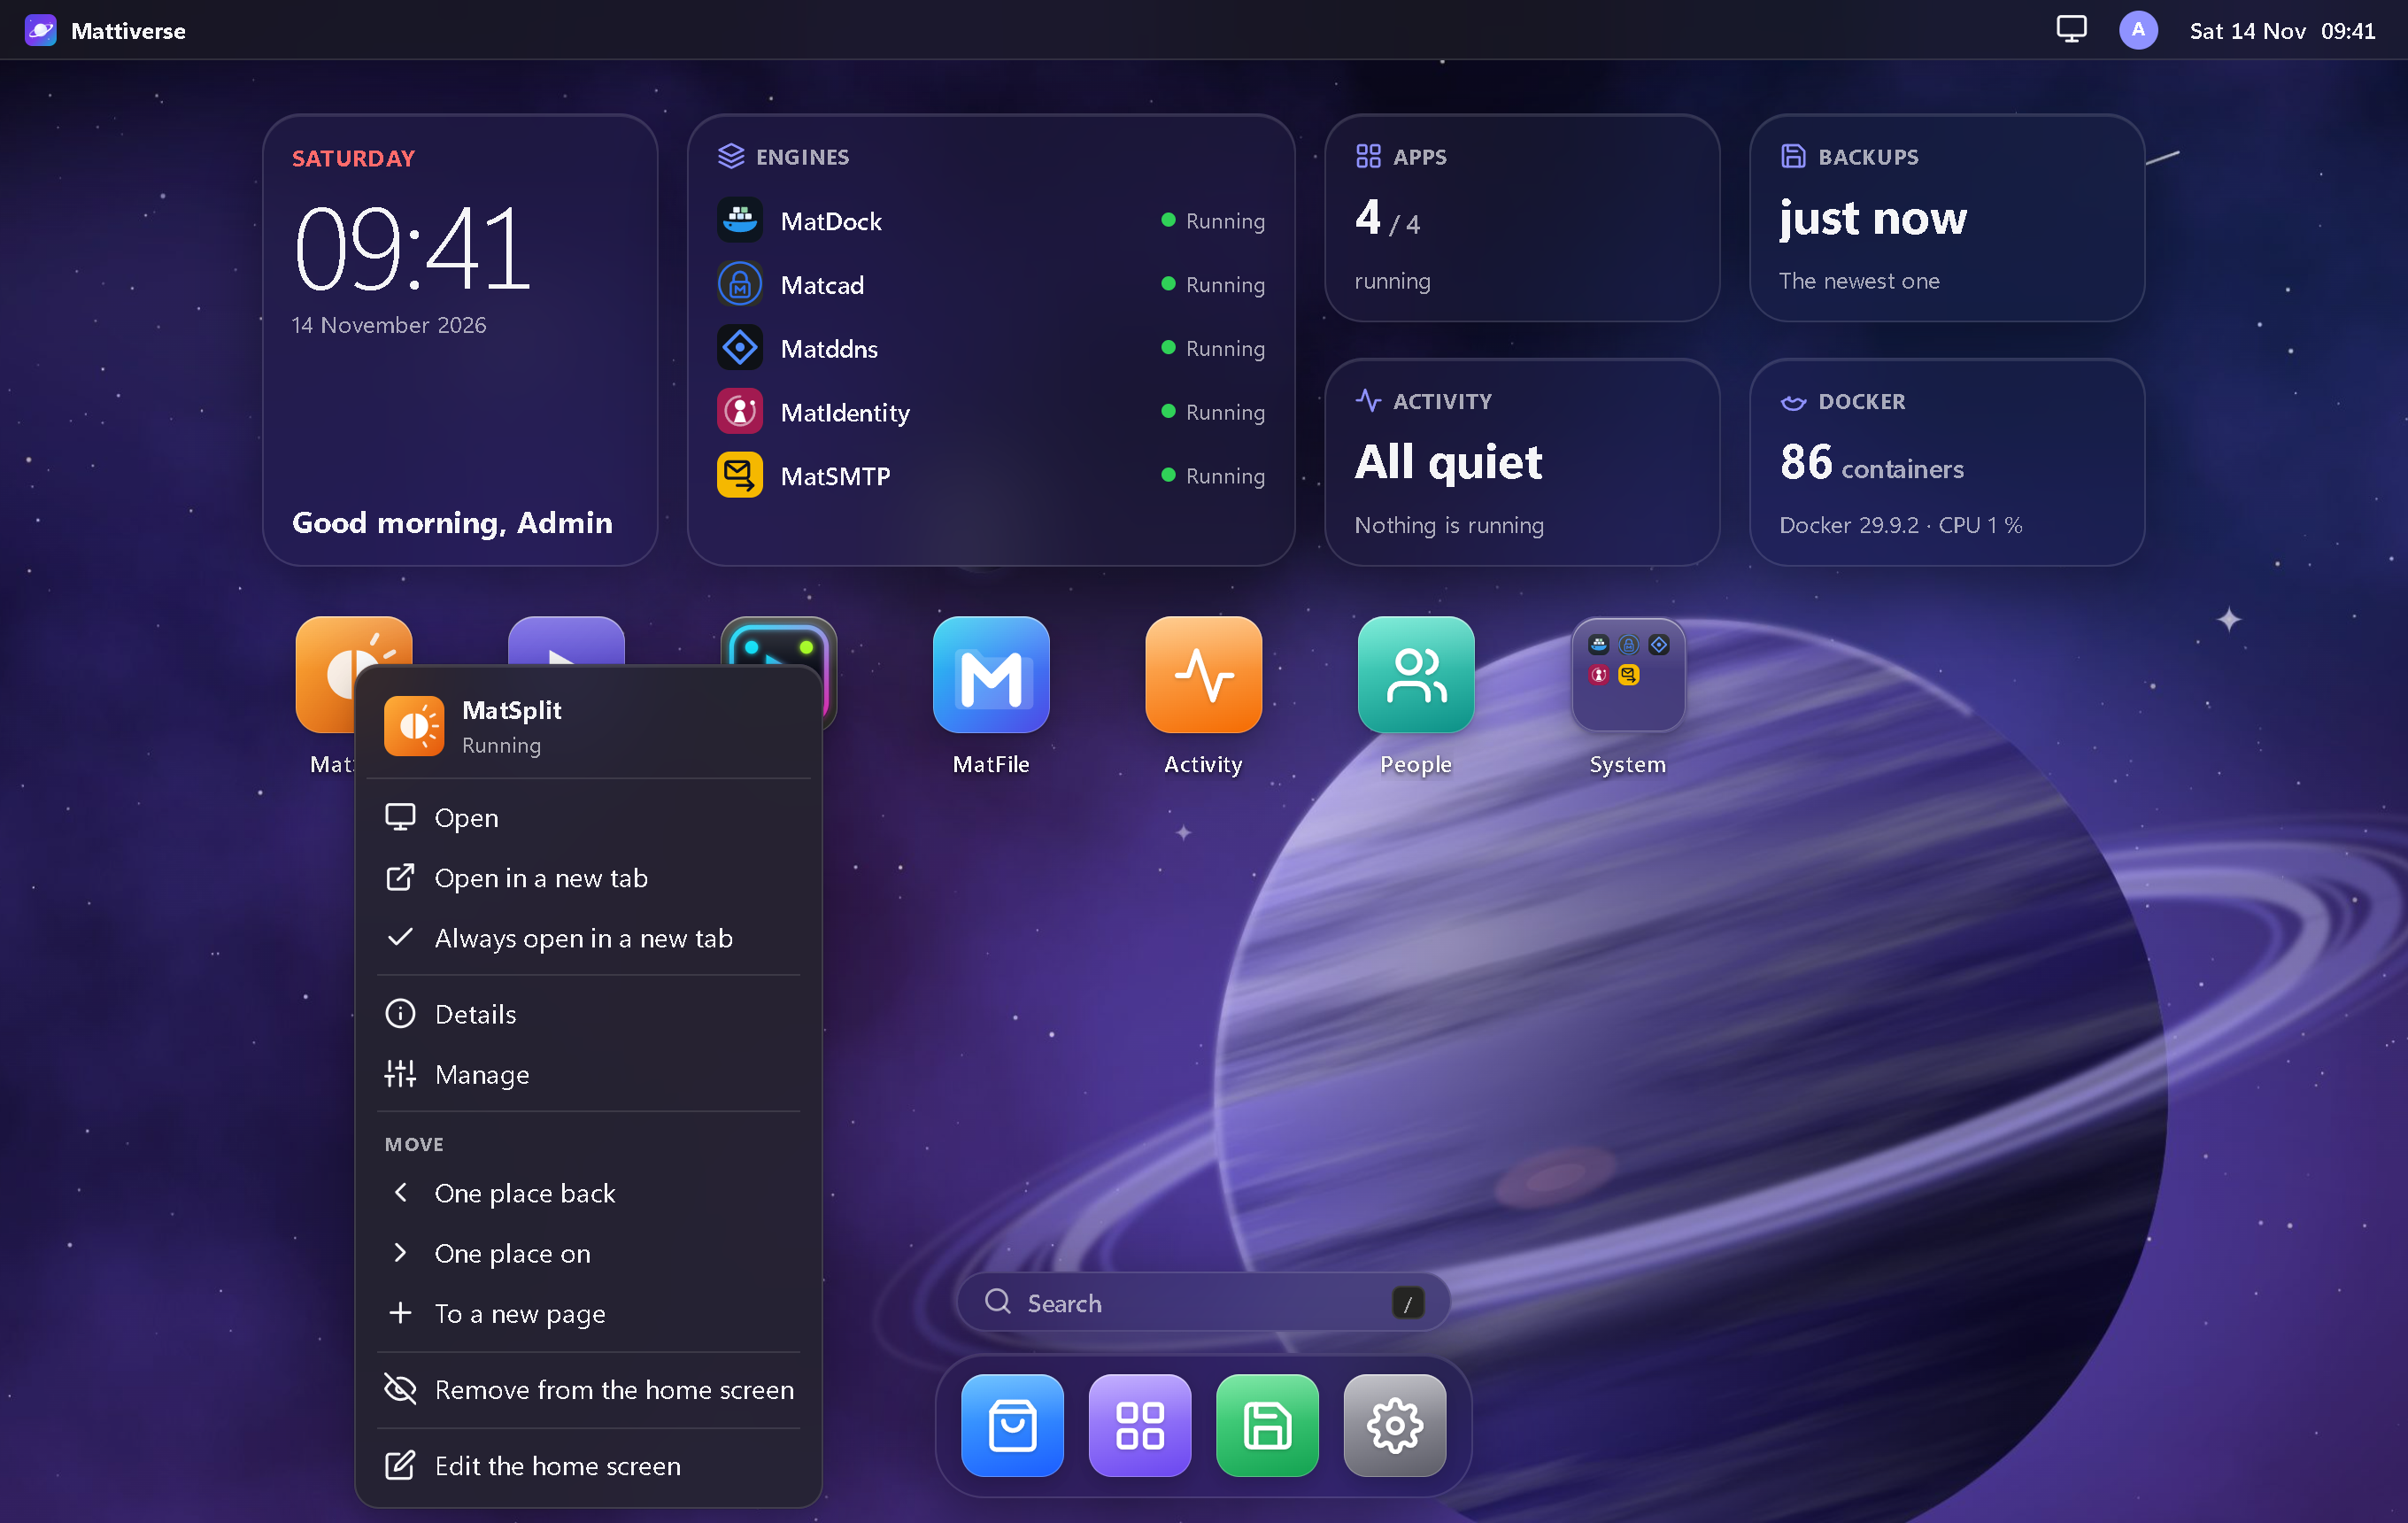 Mattiverse
A
Sat 14 Nov 09:41
SATURDAY
09:41
14 November 2026
Good morning, Admin
ENGINES
MatDock
Running
Matcad
Running
Matddns
Running
MatIdentity
Running
MatSMTP
Running
APPS
4 / 4
running
BACKUPS
just now
The newest one
ACTIVITY
All quiet
Nothing is running
DOCKER
86 containers
Docker 29.9.2 · CPU 1 %
MatFile
Activity
People
System
MatSplit
Running
Open
Open in a new tab
Always open in a new tab
Details
Manage
MOVE
One place back
One place on
To a new page
Remove from the home screen
Edit the home screen
Search
/